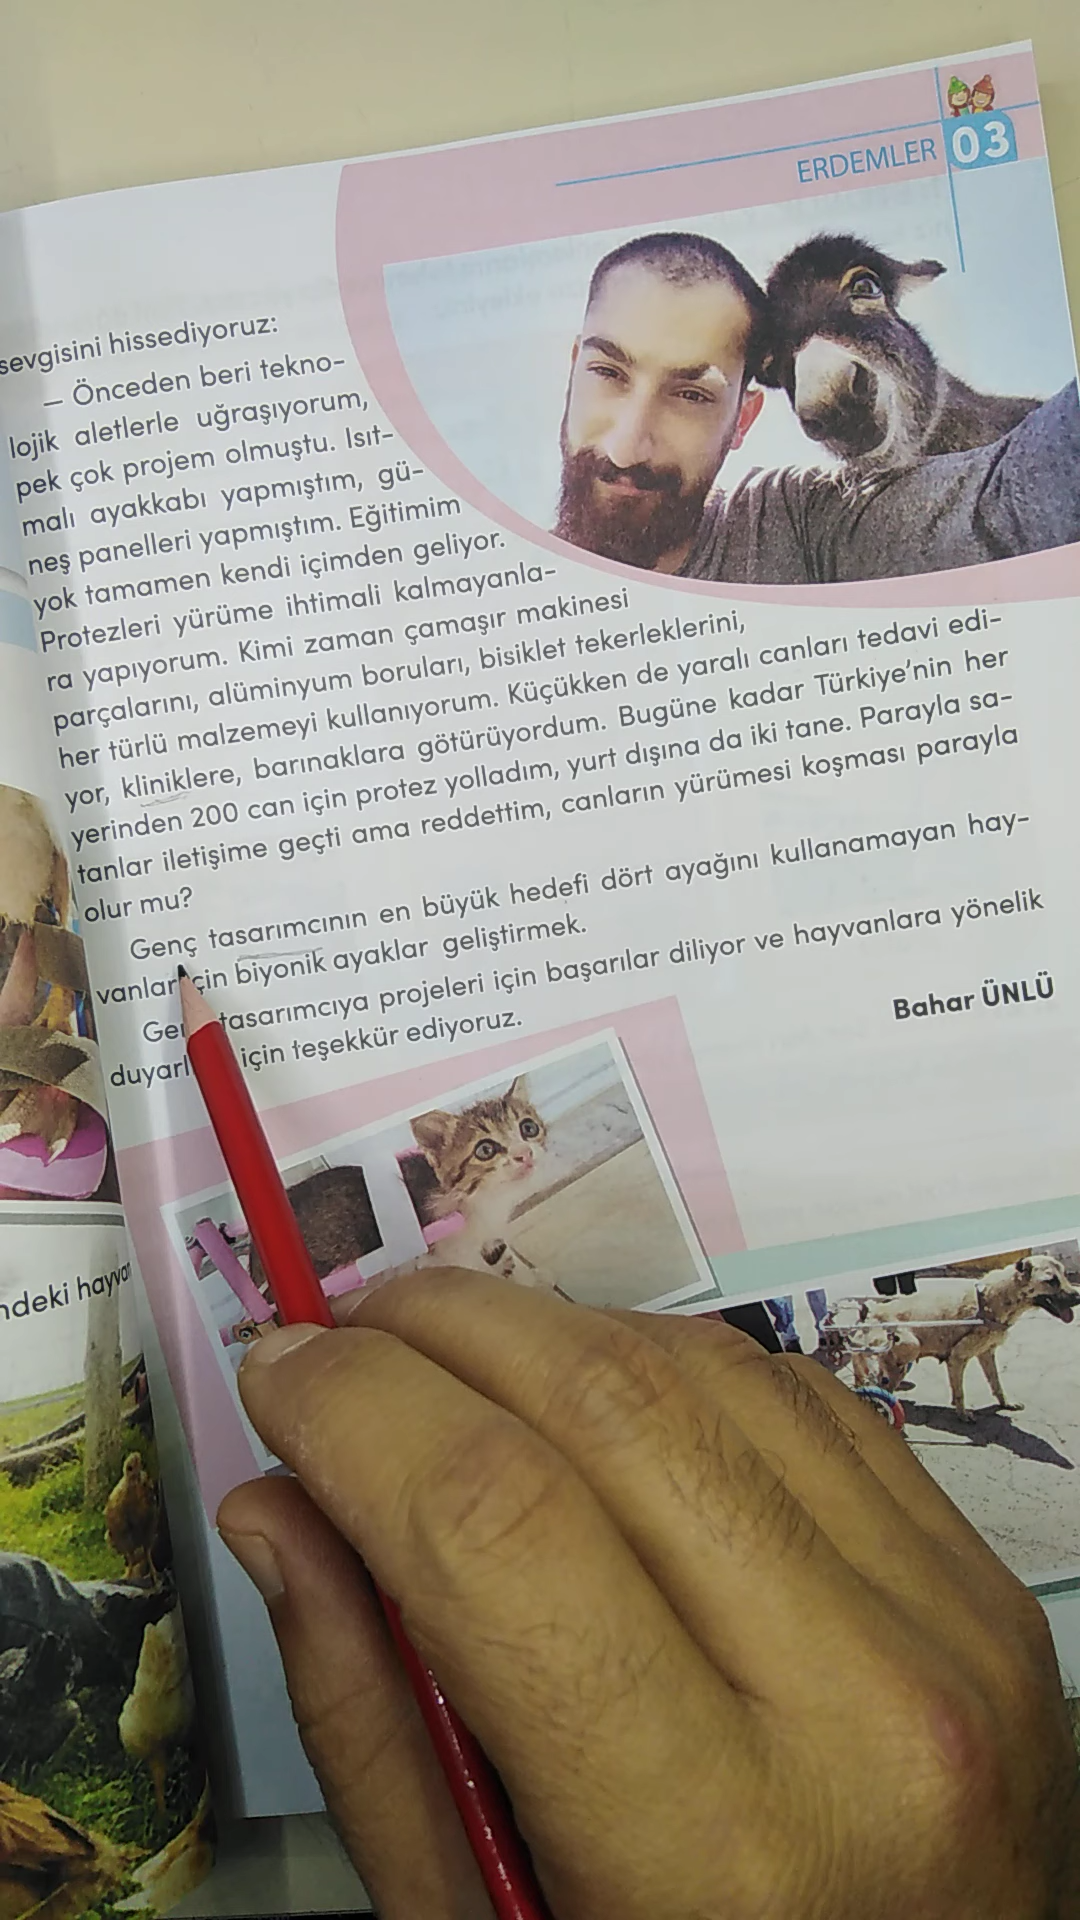 ERDEMLER 03
sevgisini hissediyoruz:
– Önceden beri tekno-
lojik aletlerle uğraşıyorum,
pek çok projem olmuştu. Isıt-
malı ayakkabı yapmıştım, gü-
neş panelleri yapmıştım. Eğitimim
yok tamamen kendi içimden geliyor.
Protezleri yürüme ihtimali kalmayanla-
ra yapıyorum. Kimi zaman çamaşır makinesi
parçalarını, alüminyum boruları, bisiklet tekerleklerini,
her türlü malzemeyi kullanıyorum. Küçükken de yaralı canları tedavi edi-
yor, kliniklere, barınaklara götürüyordum. Bugüne kadar Türkiye'nin her
yerinden 200 can için protez yolladım, yurt dışına da iki tane. Parayla sa-
tanlar iletişime geçti ama reddettim, canların yürümesi koşması parayla
olur mu?
Genç tasarımcının en büyük hedefi dört ayağını kullanamayan hay-
vanlar için biyonik ayaklar geliştirmek.
tasarımcıya projeleri için başarılar diliyor ve hayvanlara yönelik
için teşekkür ediyoruz.
Bahar ÜNLÜ